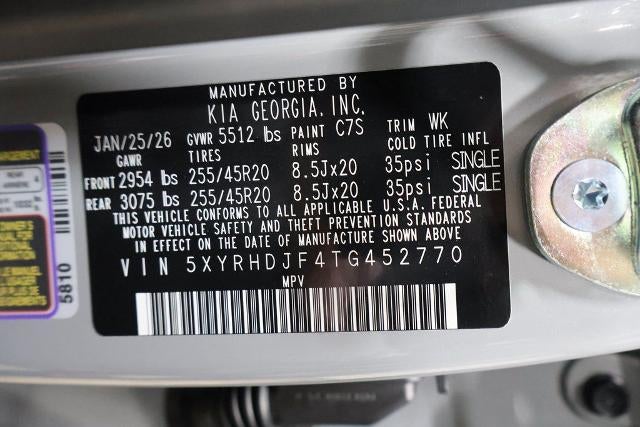 MANUFACTURED BY
KIA GEORGIA, INC.
JAN/25/26 GVWR 5512 lbs PAINT C7S TRIM WK
GAWR TIRES RIMS COLD TIRE INFL
FRONT 2954 lbs 255/45R20 8.5Jx20 35psi SINGLE
REAR 3075 lbs 255/45R20 8.5Jx20 35psi SINGLE
THIS VEHICLE CONFORMS TO ALL APPLICABLE U.S.A. FEDERAL
MOTOR VEHICLE SAFETY AND THEFT PREVENTION STANDARDS
IN EFFECT ON THE DATE OF MANUFACTURE SHOWN ABOVE
VIN 5XYRHDJF4TG452770
MPV
5810